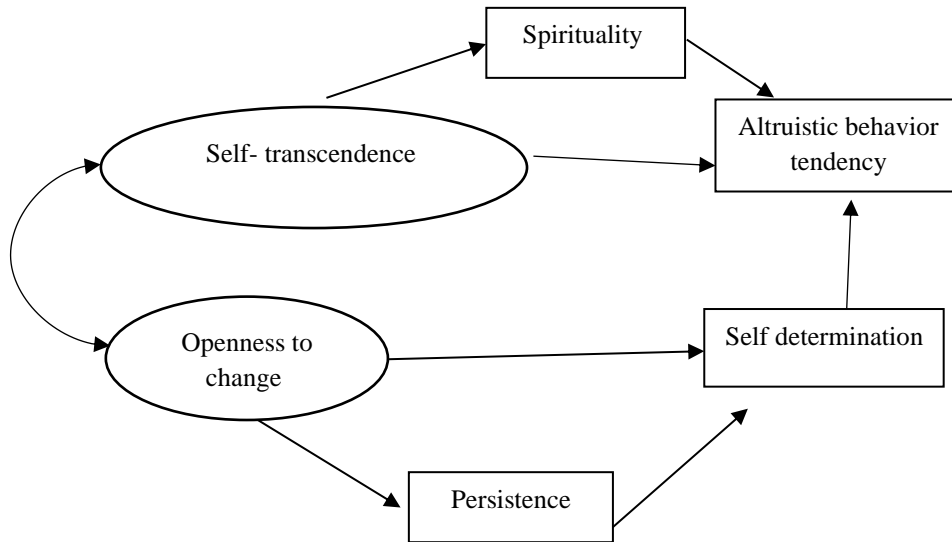 Spirituality
Altruistic behavior
tendency
Self- transcendence
Openness to
change
Self determination
Persistence